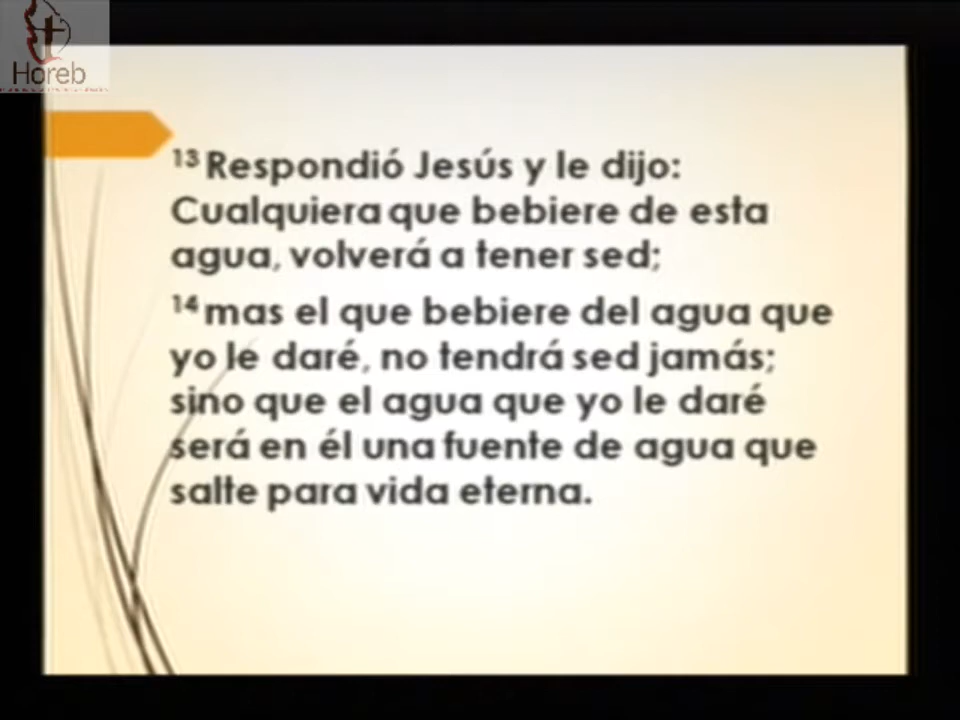 Horeb
13 Respondió Jesús y le dijo:
Cualquiera que bebiere de esta
agua, volverá a tener sed;
14 mas el que bebiere del agua que
yo le daré, no tendrá sed jamás;
sino que el agua que yo le daré
será en él una fuente de agua que
salte para vida eterna.